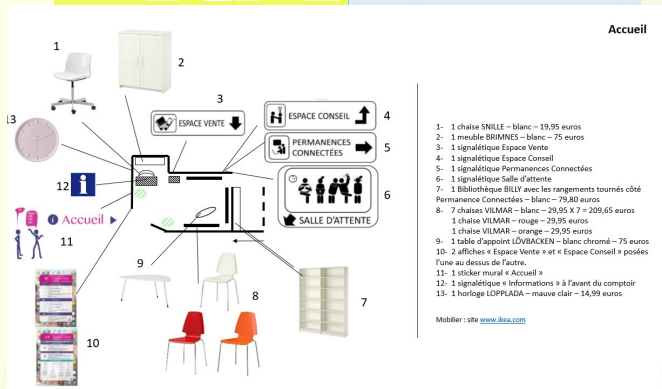 Accueil
1
2
3
4
5
6
7
8
9
10
11
12
13
ESPACE VENTE
ESPACE CONSEIL
PERMANENCES
CONNECTÉES
SALLE D'ATTENTE
i
i Accueil
1- 1 chaise SNILLE – blanc – 19,95 euros
2- 1 meuble BRIMNES – blanc – 75 euros
3- 1 signalétique Espace Vente
4- 1 signalétique Espace Conseil
5- 1 signalétique Permanences Connectées
6- 1 signalétique Salle d'attente
7- 1 Bibliothèque BILLY avec les rangements tournés côté
Permanence Connectées – blanc – 79,80 euros
8- 7 chaises VILMAR – blanc – 29,95 X 7 = 209,65 euros
1 chaise VILMAR – rouge – 29,95 euros
1 chaise VILMAR – orange – 29,95 euros
9- 1 table d'appoint LÖVBACKEN – blanc chromé – 75 euros
10- 2 affiches « Espace Vente » et « Espace Conseil » posées
l'une au dessus de l'autre.
11- 1 sticker mural « Accueil »
12- 1 signalétique « Informations » à l'avant du comptoir
13- 1 horloge LOPPLADA – mauve clair – 14,99 euros
Mobilier : site www.ikea.com